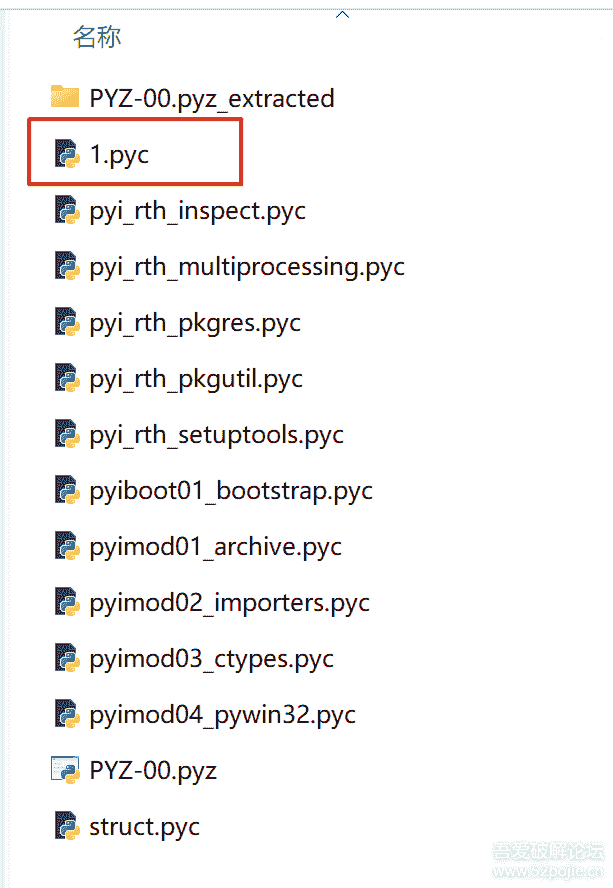 名称
PYZ-00.pyz_extracted
1.pyc
pyi_rth_inspect.pyc
pyi_rth_multiprocessing.pyc
pyi_rth_pkgres.pyc
pyi_rth_pkgutil.pyc
pyi_rth_setuptools.pyc
pyiboot01_bootstrap.pyc
pyimod01_archive.pyc
pyimod02_importers.pyc
pyimod03_ctypes.pyc
pyimod04_pywin32.pyc
PYZ-00.pyz
struct.pyc
吾爱破解论坛
www.52pojie.cn